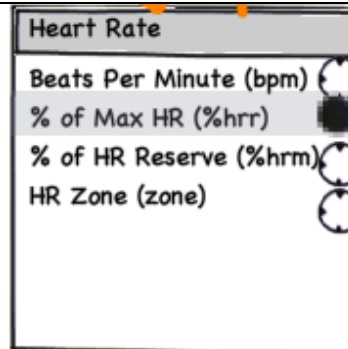 Heart Rate
Beats Per Minute (bpm)
% of Max HR (%hrr)
% of HR Reserve (%hrm)
HR Zone (zone)